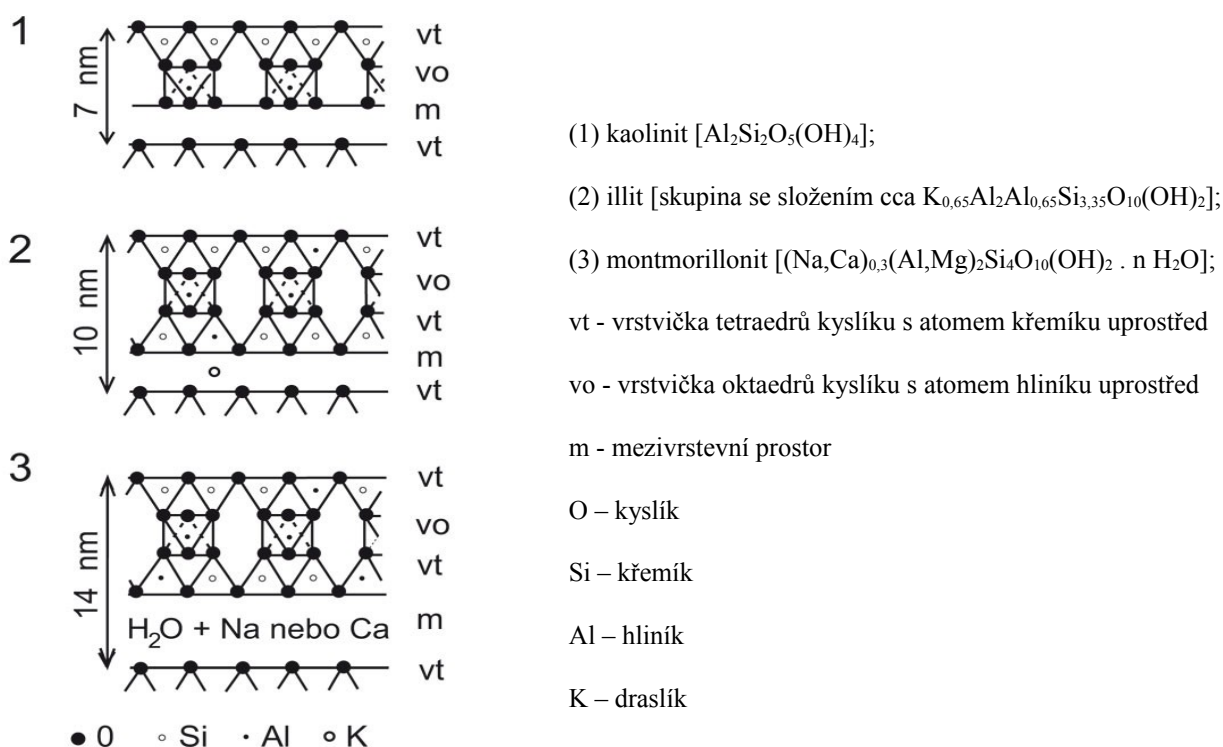 1
7 nm
vt
vo
m
vt
2
10 nm
vt
vo
vt
m
vt
3
14 nm
vt
vo
vt
H₂O + Na nebo Ca m
vt
● 0 ◦ Si · Al o K
(1) kaolinit [Al₂Si₂O₅(OH)₄];
(2) illit [skupina se složením cca K₀,₆₅Al₂Al₀,₆₅Si₃,₃₅O₁₀(OH)₂];
(3) montmorillonit [(Na,Ca)₀,₃(Al,Mg)₂Si₄O₁₀(OH)₂ . n H₂O];
vt - vrstvička tetraedrů kyslíku s atomem křemíku uprostřed
vo - vrstvička oktaedrů kyslíku s atomem hliníku uprostřed
m - mezivrstevní prostor
O – kyslík
Si – křemík
Al – hliník
K – draslík